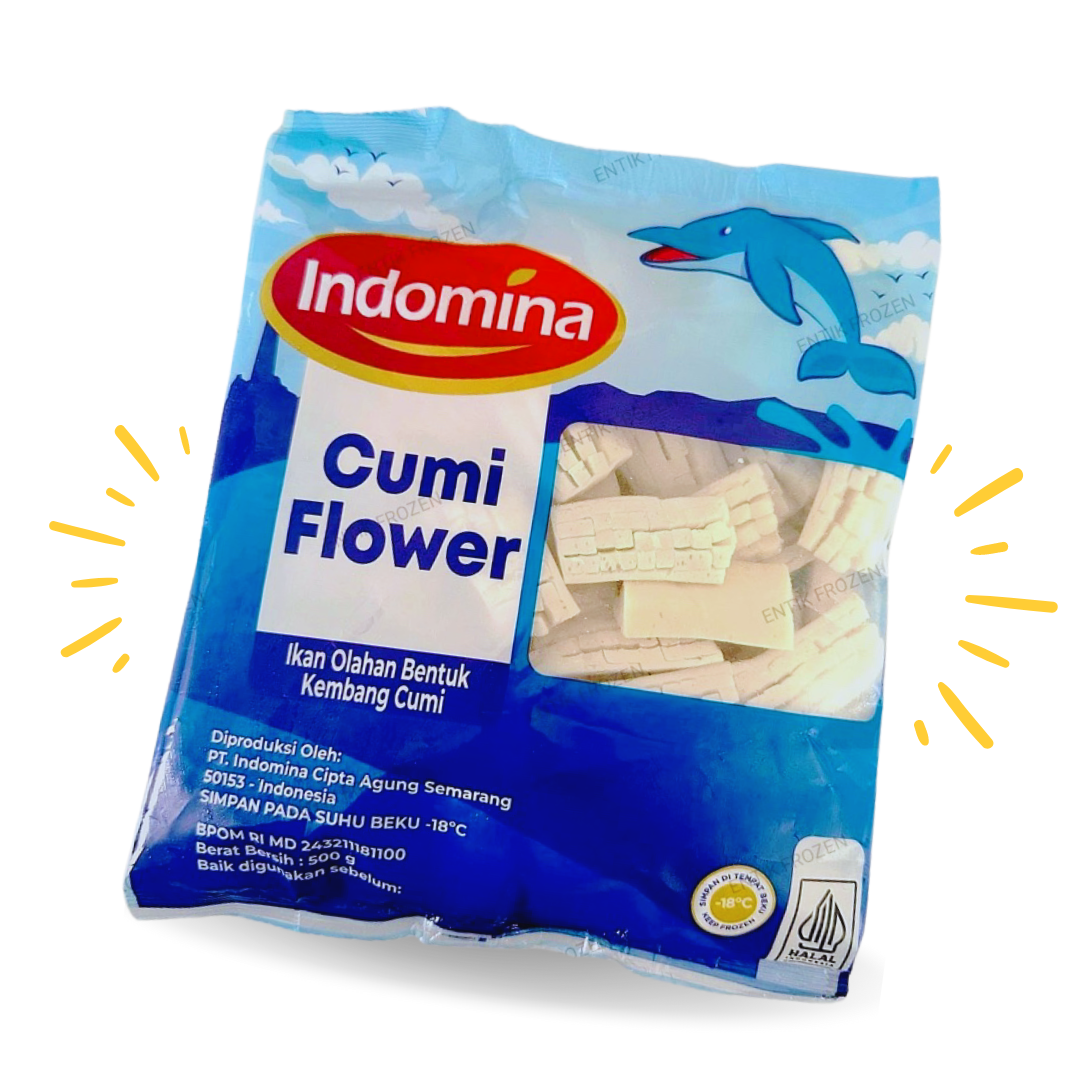 ENTIK FROZEN
Indomina
Cumi
Flower
Ikan Olahan Bentuk
Kembang Cumi
Diproduksi Oleh:
PT. Indomina Cipta Agung Semarang
50153 - Indonesia
SIMPAN PADA SUHU BEKU -18°C
BPOM RI MD 243211181100
Berat Bersih : 500 g
Baik digunakan sebelum:
SIMPAN DI TEMPAT BEKU
-18°C
KEEP FROZEN
HALAL
INDONESIA